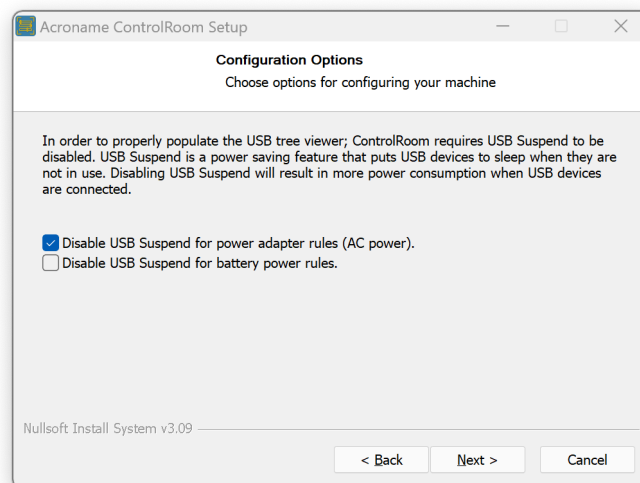 Acroname ControlRoom Setup
Configuration Options
Choose options for configuring your machine
In order to properly populate the USB tree viewer; ControlRoom requires USB Suspend to be
disabled. USB Suspend is a power saving feature that puts USB devices to sleep when they are
not in use. Disabling USB Suspend will result in more power consumption when USB devices
are connected.
Disable USB Suspend for power adapter rules (AC power).
Disable USB Suspend for battery power rules.
Nullsoft Install System v3.09
< Back
Next >
Cancel